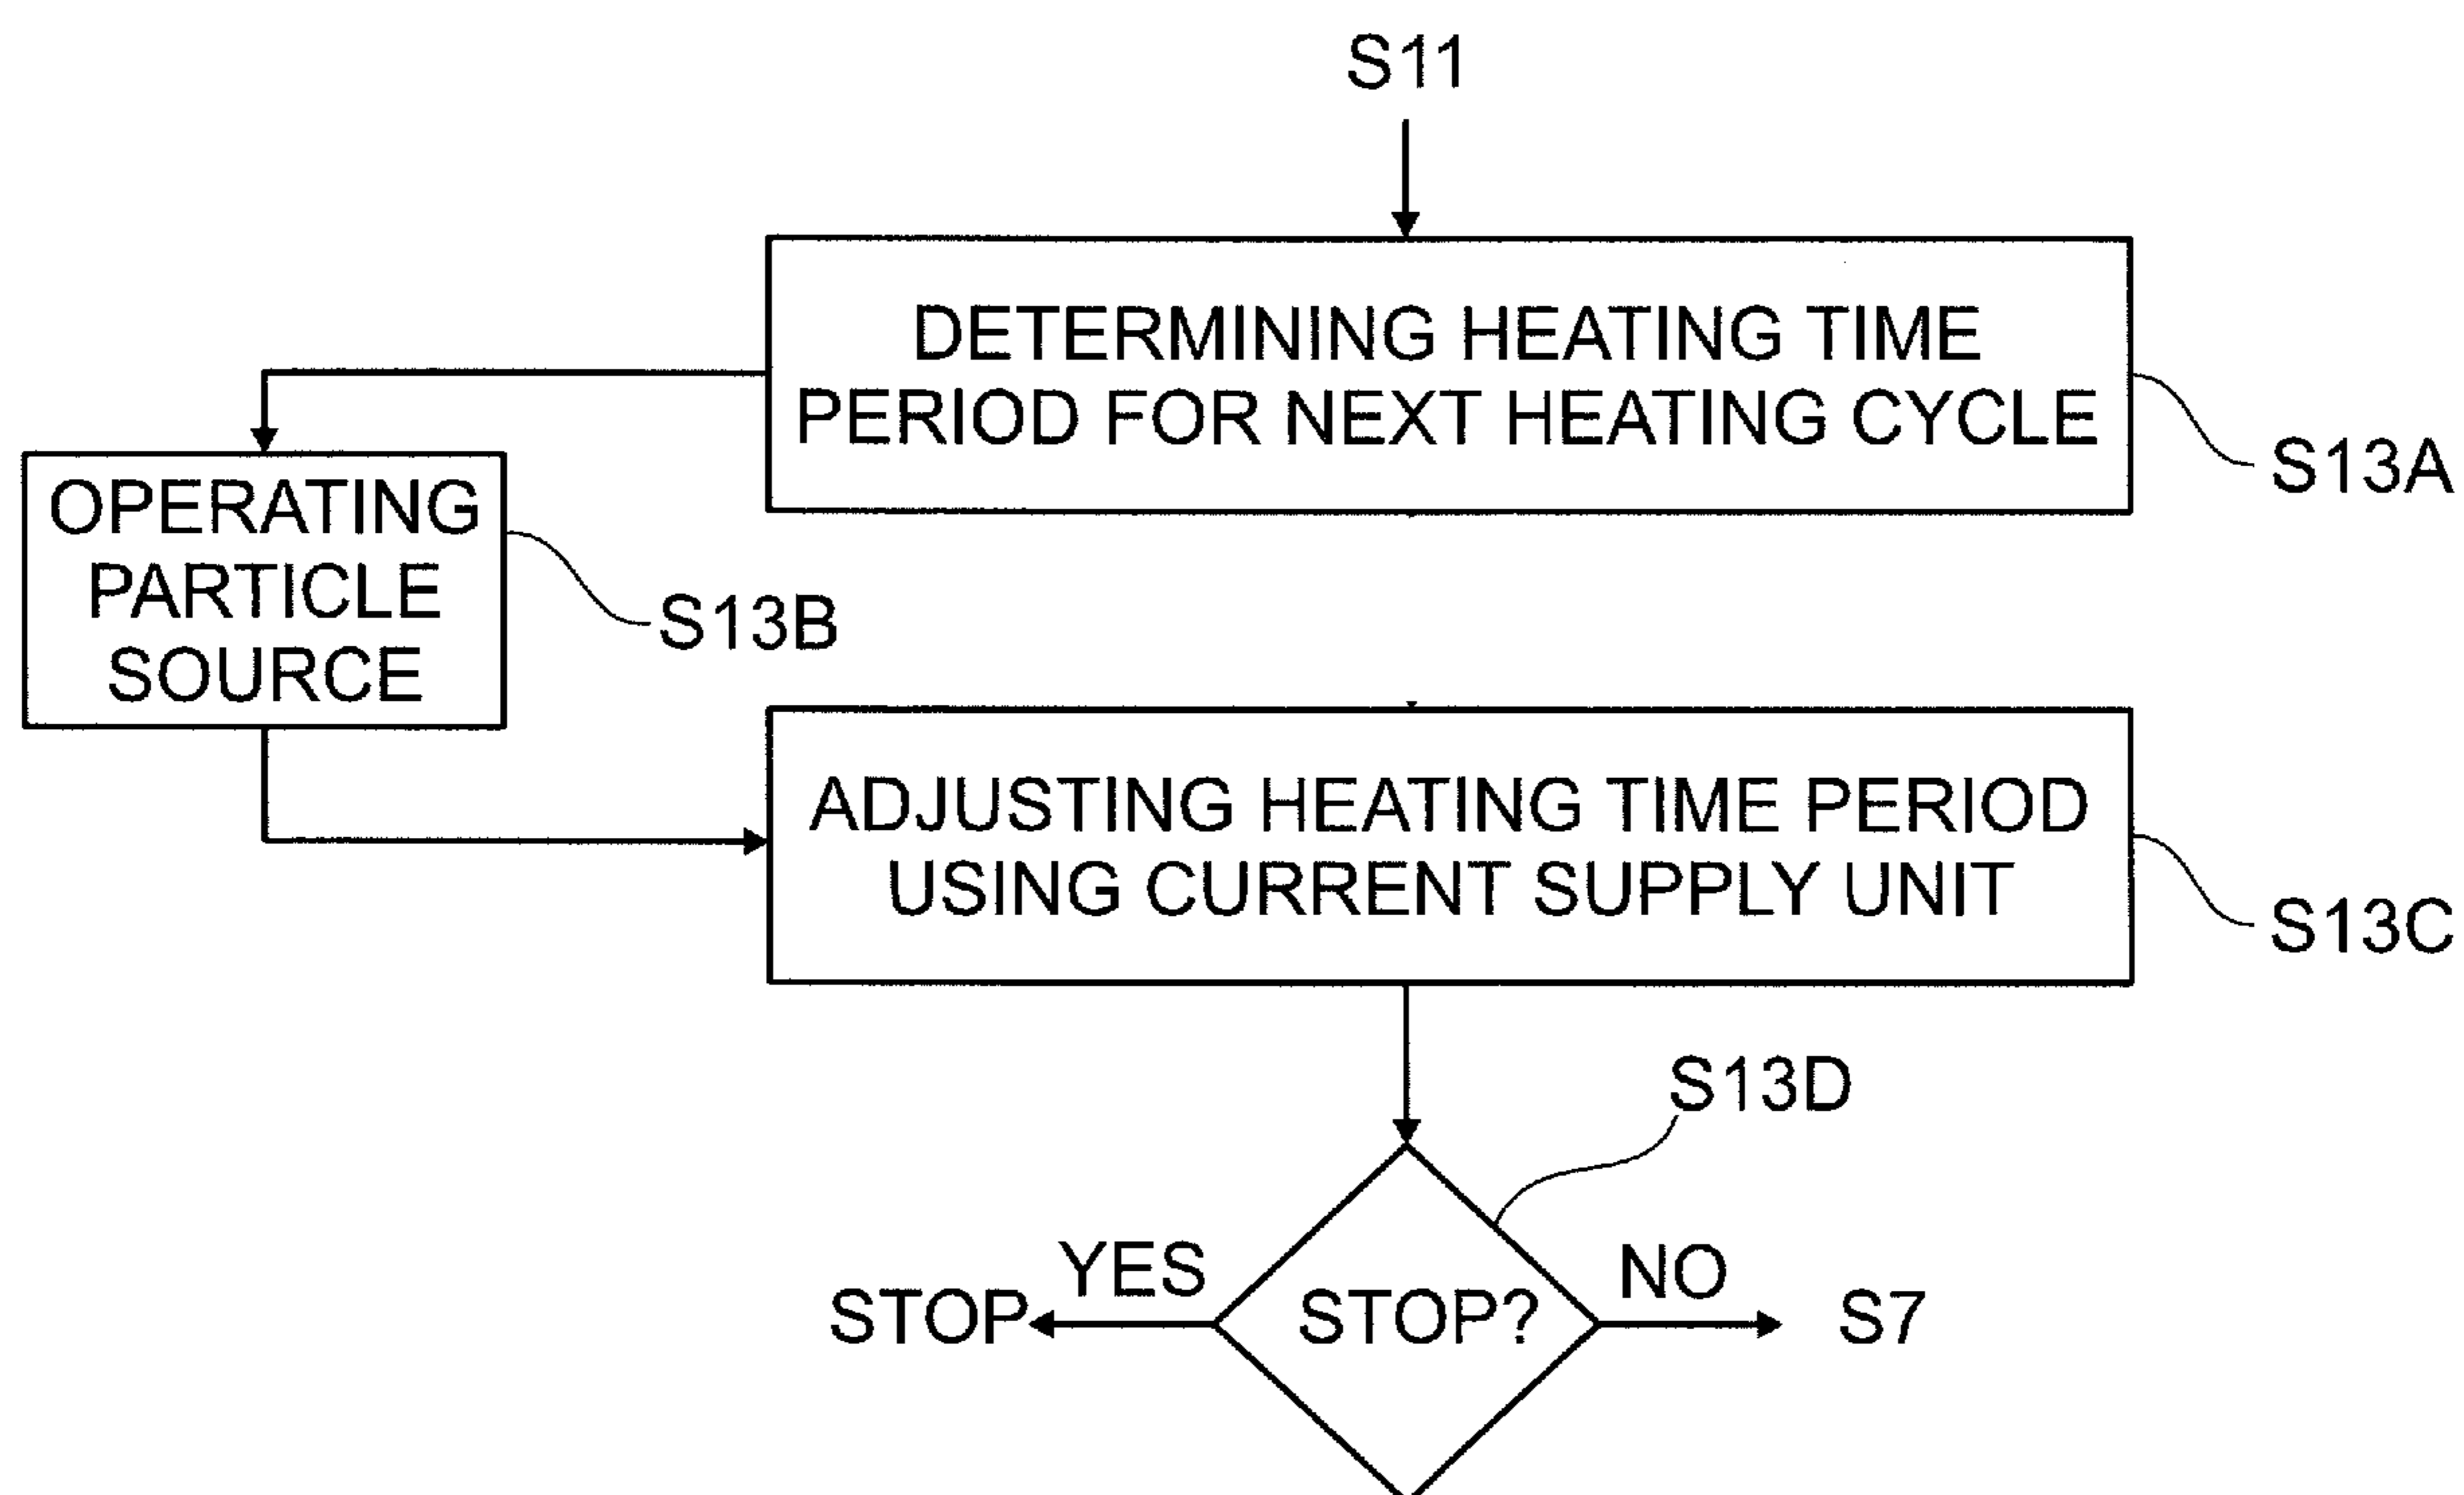 S11
DETERMINING HEATING TIME
PERIOD FOR NEXT HEATING CYCLE
S13A
OPERATING
PARTICLE
SOURCE
S13B
ADJUSTING HEATING TIME PERIOD
USING CURRENT SUPPLY UNIT
S13C
S13D
YES
NO
STOP
STOP?
S7